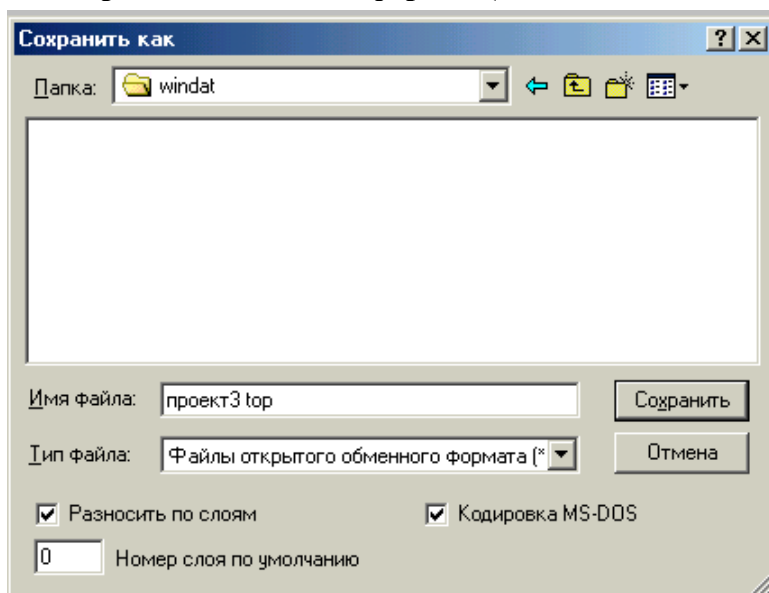 Сохранить как
Папка: windat
Имя файла: проект3 top Сохранить
Тип файла: Файлы открытого обменного формата (* Отмена
Разносить по слоям Кодировка MS-DOS
0 Номер слоя по умолчанию